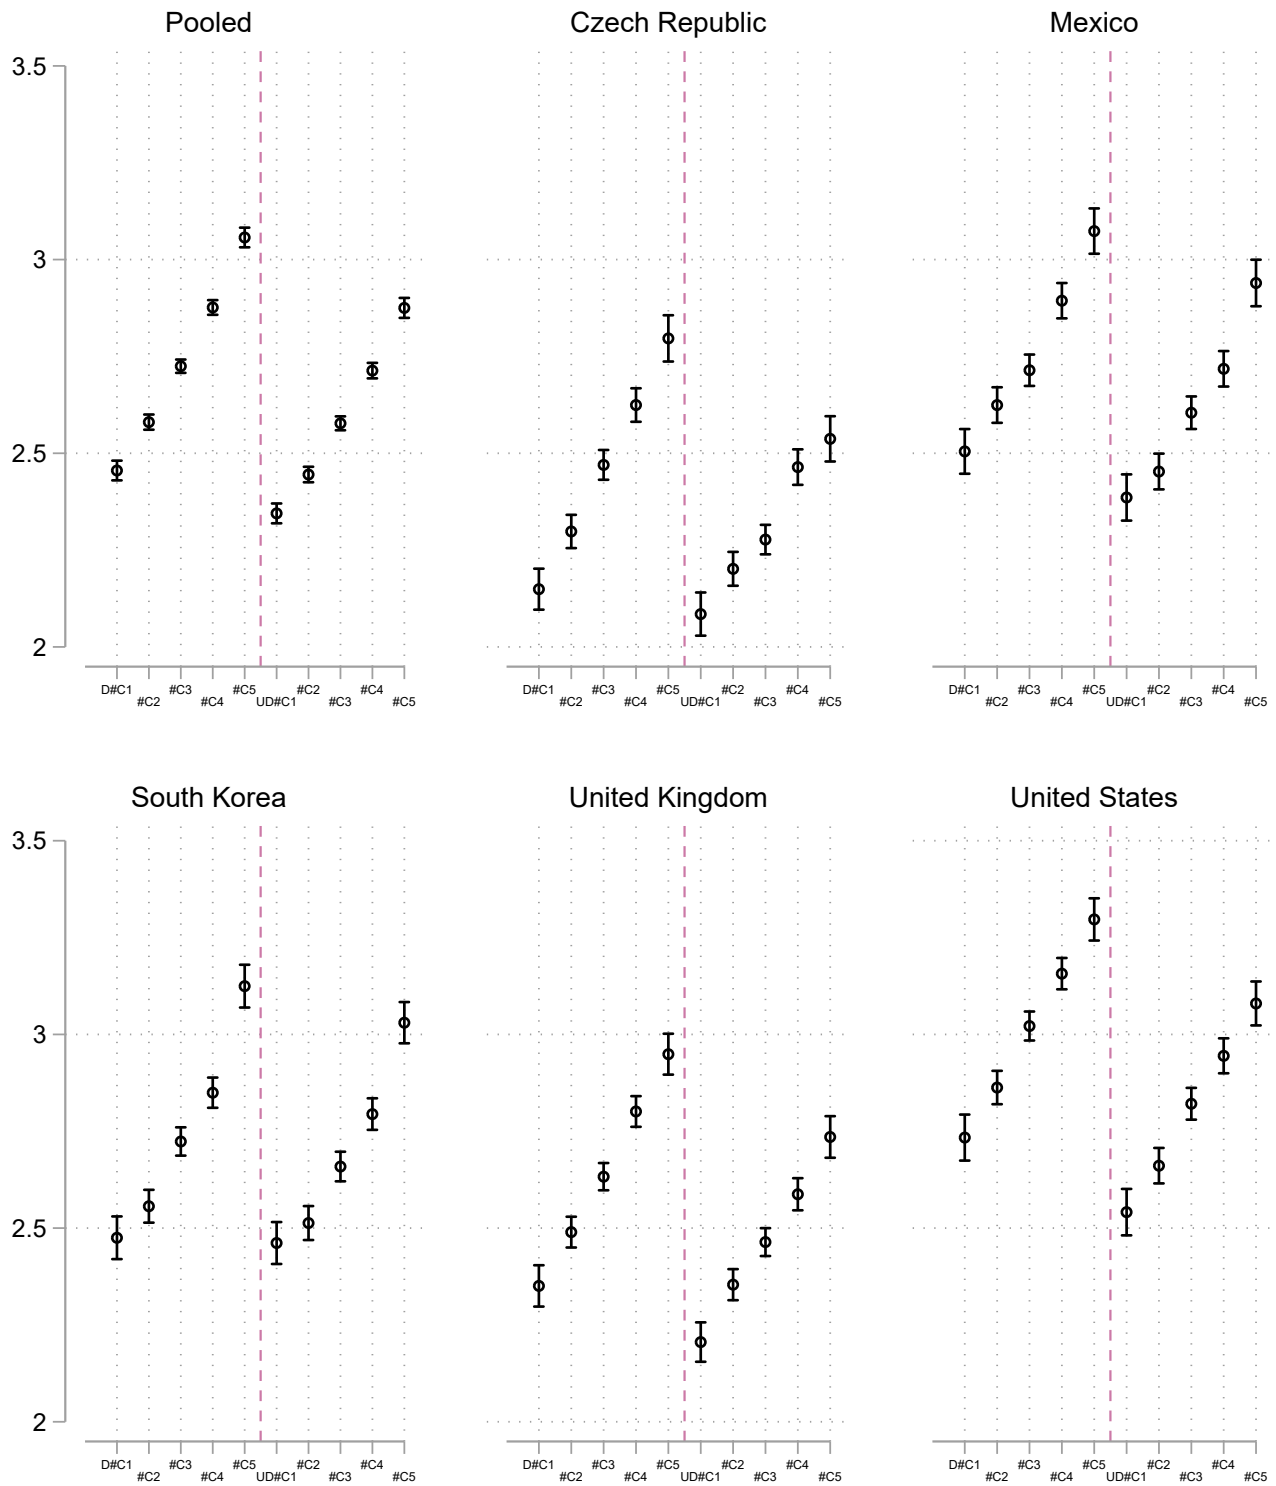 Pooled Czech Republic Mexico
3.5
3
2.5
2
D#C1 #C2 #C3 #C4 #C5 UD#C1 #C2 #C3 #C4 #C5
D#C1 #C2 #C3 #C4 #C5 UD#C1 #C2 #C3 #C4 #C5
D#C1 #C2 #C3 #C4 #C5 UD#C1 #C2 #C3 #C4 #C5
South Korea United Kingdom United States
3.5
3
2.5
2
D#C1 #C2 #C3 #C4 #C5 UD#C1 #C2 #C3 #C4 #C5
D#C1 #C2 #C3 #C4 #C5 UD#C1 #C2 #C3 #C4 #C5
D#C1 #C2 #C3 #C4 #C5 UD#C1 #C2 #C3 #C4 #C5